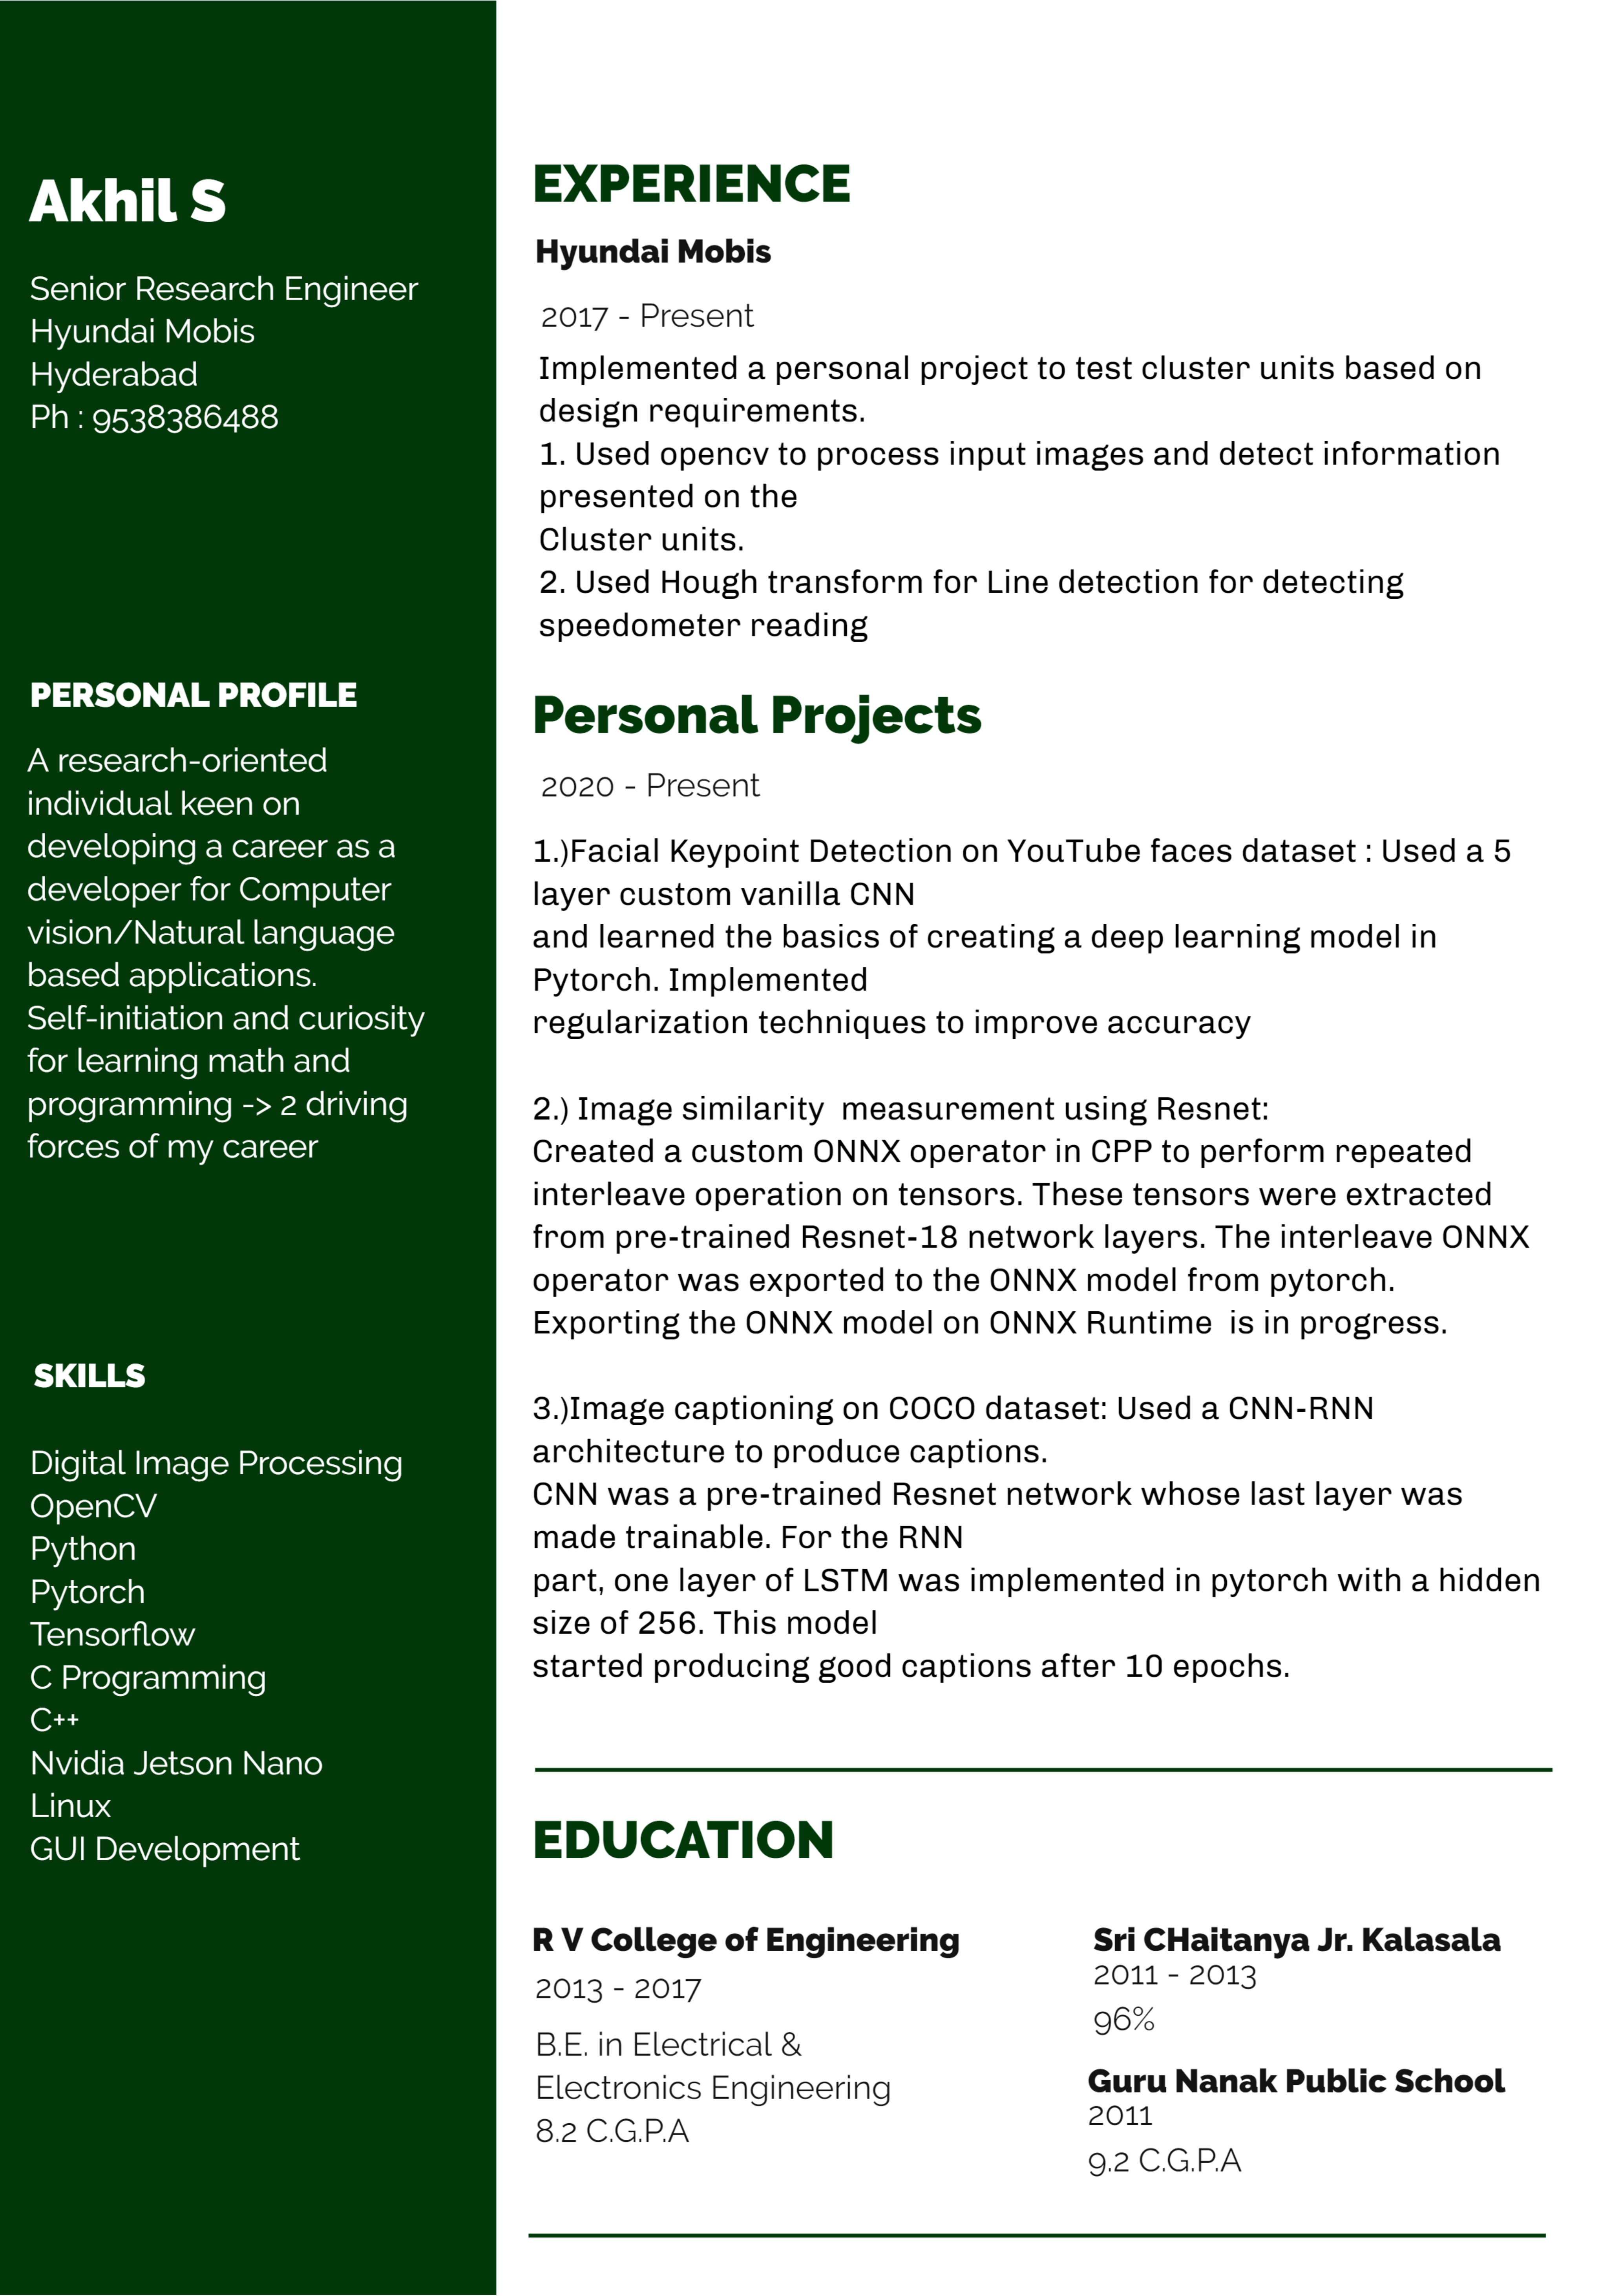 Akhil S
Senior Research Engineer
Hyundai Mobis
Hyderabad
Ph : 9538386488
PERSONAL PROFILE
A research-oriented
individual keen on
developing a career as a
developer for Computer
vision/Natural language
based applications.
Self-initiation and curiosity
for learning math and
programming -> 2 driving
forces of my career
SKILLS
Digital Image Processing
OpenCV
Python
Pytorch
Tensorflow
C Programming
C++
Nvidia Jetson Nano
Linux
GUI Development
EXPERIENCE
Hyundai Mobis
2017 - Present
Implemented a personal project to test cluster units based on
design requirements.
1. Used opencv to process input images and detect information
presented on the
Cluster units.
2. Used Hough transform for Line detection for detecting
speedometer reading
Personal Projects
2020 - Present
1.)Facial Keypoint Detection on YouTube faces dataset : Used a 5
layer custom vanilla CNN
and learned the basics of creating a deep learning model in
Pytorch. Implemented
regularization techniques to improve accuracy
2.) Image similarity  measurement using Resnet:
Created a custom ONNX operator in CPP to perform repeated
interleave operation on tensors. These tensors were extracted
from pre-trained Resnet-18 network layers. The interleave ONNX
operator was exported to the ONNX model from pytorch.
Exporting the ONNX model on ONNX Runtime  is in progress.
3.)Image captioning on COCO dataset: Used a CNN-RNN
architecture to produce captions.
CNN was a pre-trained Resnet network whose last layer was
made trainable. For the RNN
part, one layer of LSTM was implemented in pytorch with a hidden
size of 256. This model
started producing good captions after 10 epochs.
EDUCATION
R V College of Engineering
2013 - 2017
B.E. in Electrical &
Electronics Engineering
8.2 C.G.P.A
Sri CHaitanya Jr. Kalasala
2011 - 2013
96%
Guru Nanak Public School
2011
9.2 C.G.P.A